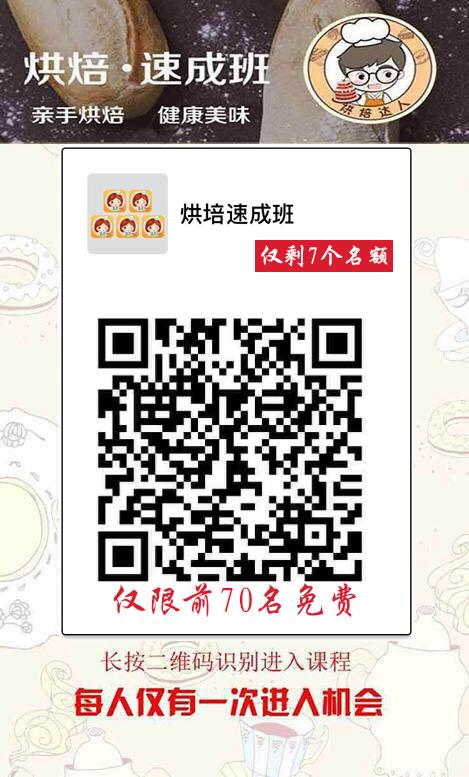 烘焙·速成班
亲手烘焙 健康美味
烘焙达人
烘培速成班
仅剩7个名额
仅限前70名免费
长按二维码识别进入课程
每人仅有一次进入机会